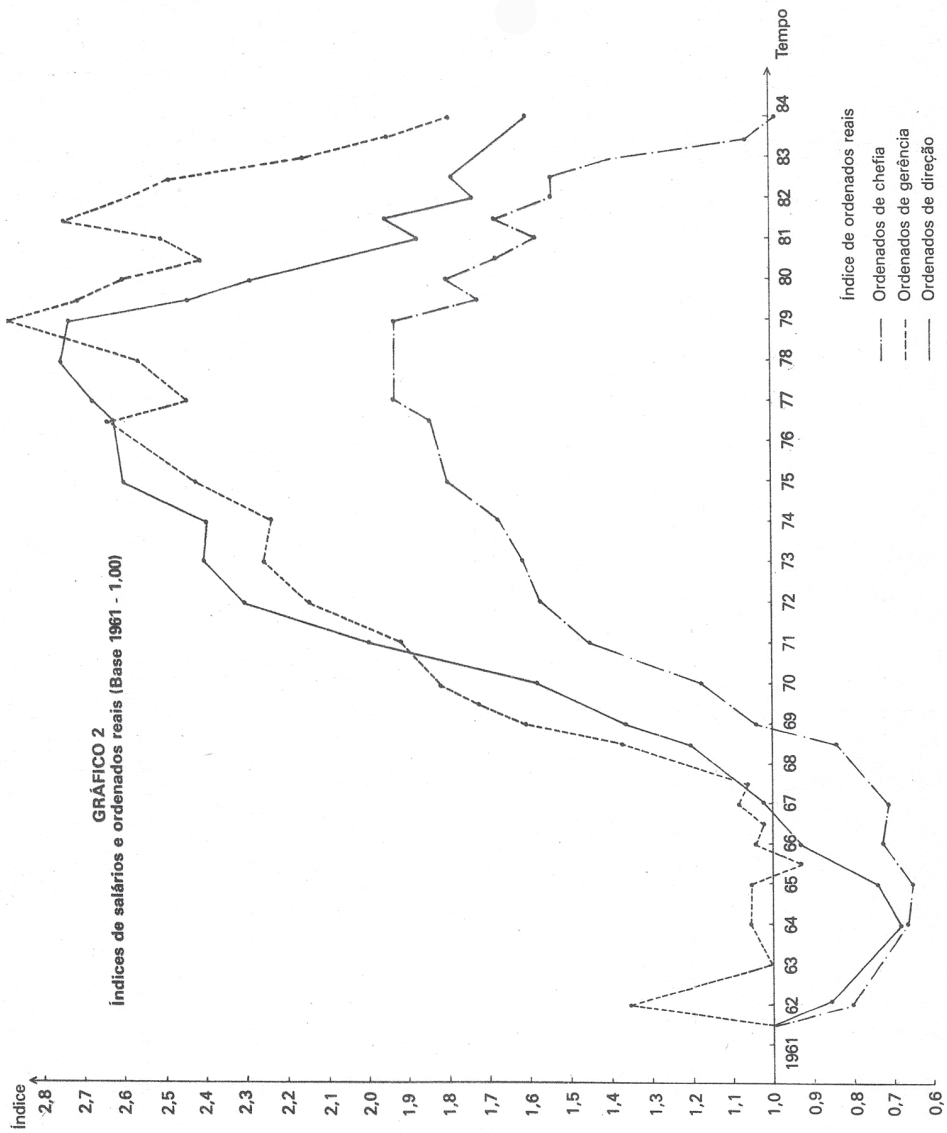 GRÁFICO 2
Índices de salários e ordenados reais (Base 1961 - 1,00)
Índice
2,8
2,7
2,6
2,5
2,4
2,3
2,2
2,1
2,0
1,9
1,8
1,7
1,6
1,5
1,4
1,3
1,2
1,1
1,0
0,9
0,8
0,7
0,6
1961 62 63 64 65 66 67 68 69 70 71 72 73 74 75 76 77 78 79 80 81 82 83 84
Tempo
Índice de ordenados reais
Ordenados de chefia
Ordenados de gerência
Ordenados de direção